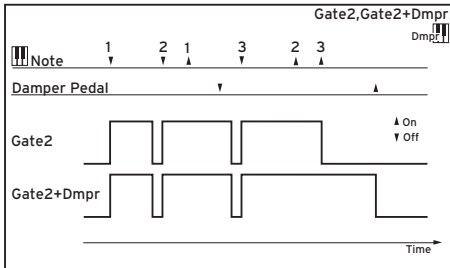 Gate2,Gate2+Dmpr
Dmpr
1 2 1 3 2 3
Note
Damper Pedal
Gate2
▲ On
▼ Off
Gate2+Dmpr
Time